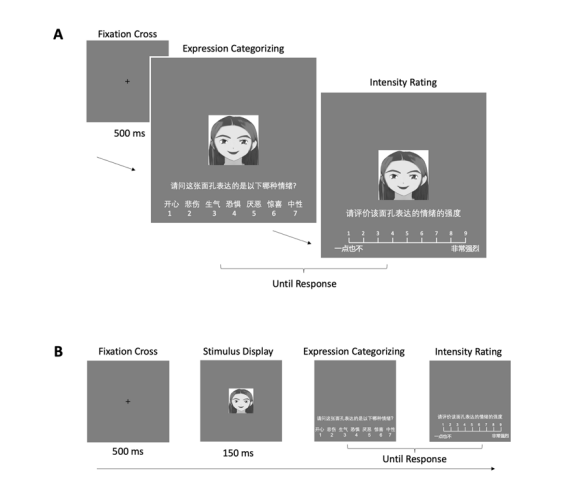 A
Fixation Cross
500 ms
Expression Categorizing
请问这张面孔表达的是以下哪种情绪?
开心 悲伤 生气 恐惧 厌恶 惊喜 中性
1 2 3 4 5 6 7
Intensity Rating
请评价该面孔表达的情绪的强度
1 2 3 4 5 6 7 8 9
一点也不 非常强烈
Until Response
B
Fixation Cross
500 ms
Stimulus Display
150 ms
Expression Categorizing
请问这张面孔表达的是以下哪种情绪?
开心 悲伤 生气 恐惧 厌恶 惊喜 中性
1 2 3 4 5 6 7
Intensity Rating
请评价该面孔表达的情绪的强度
1 2 3 4 5 6 7 8 9
一点也不 非常强烈
Until Response